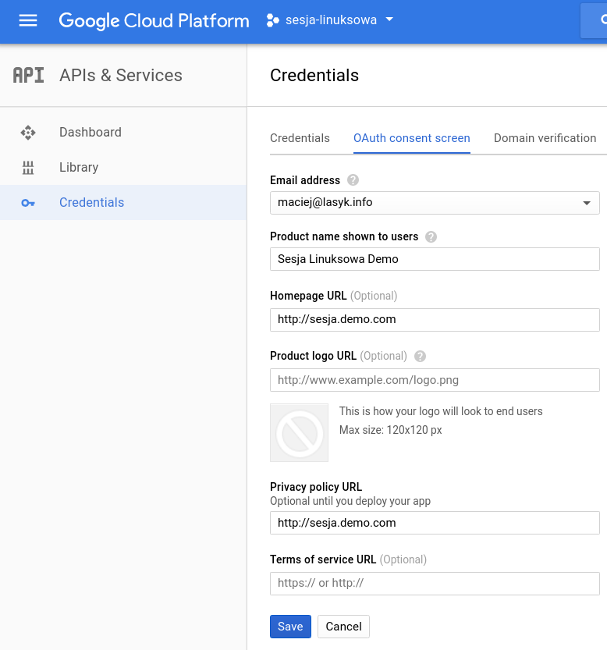 Google Cloud Platform sesja-linuksowa
API APIs & Services
Credentials
Dashboard
Library
Credentials
Credentials OAuth consent screen Domain verification
Email address
maciej@lasyk.info
Product name shown to users
Sesja Linuksowa Demo
Homepage URL (Optional)
http://sesja.demo.com
Product logo URL (Optional)
http://www.example.com/logo.png
This is how your logo will look to end users
Max size: 120x120 px
Privacy policy URL
Optional until you deploy your app
http://sesja.demo.com
Terms of service URL (Optional)
https:// or http://
Save Cancel